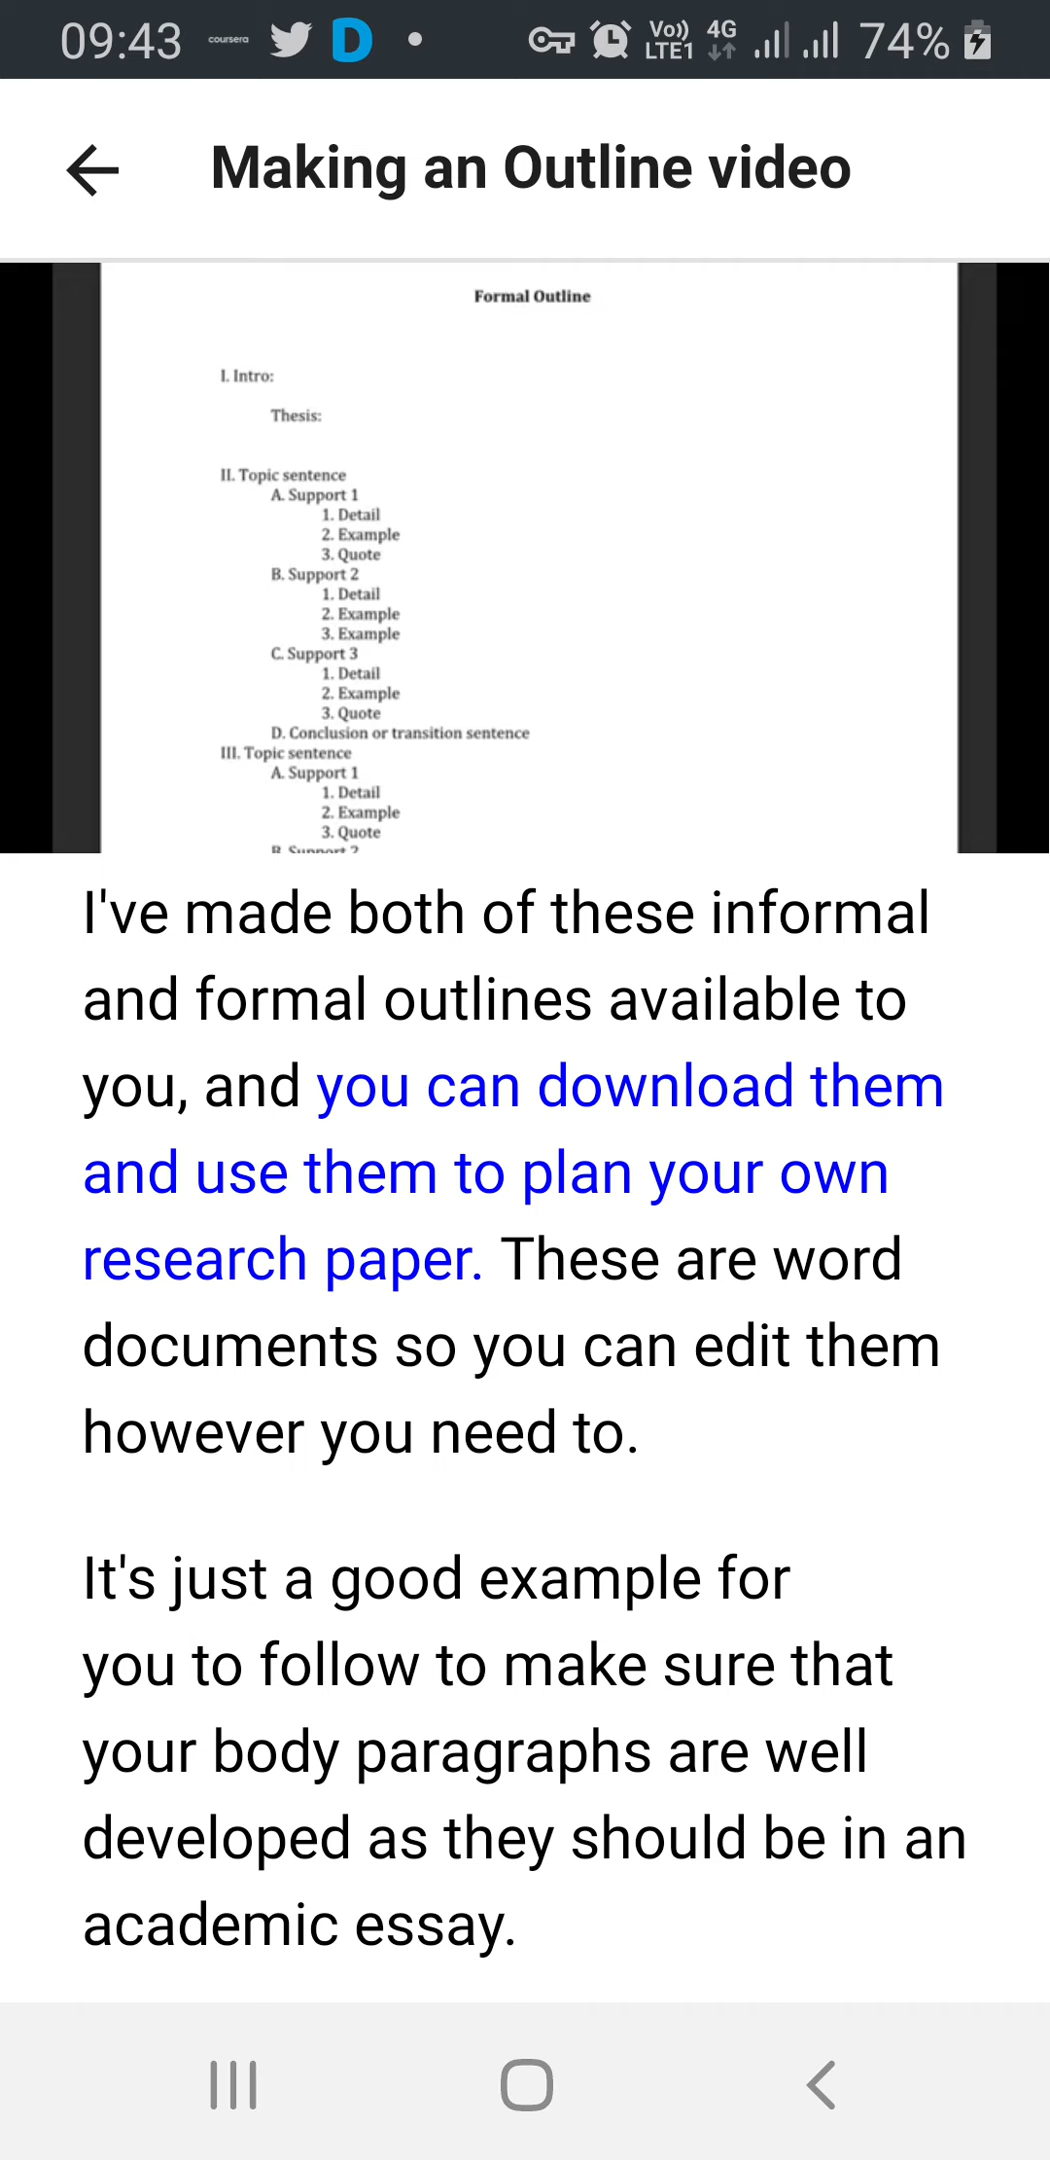 09:43 coursera D Vo)) LTE1 4G 74%
Making an Outline video
Formal Outline
I. Intro:
Thesis:
II. Topic sentence
A. Support 1
1. Detail
2. Example
3. Quote
B. Support 2
1. Detail
2. Example
3. Example
C. Support 3
1. Detail
2. Example
3. Quote
D. Conclusion or transition sentence
III. Topic sentence
A. Support 1
1. Detail
2. Example
3. Quote
B. Support 2
I've made both of these informal
and formal outlines available to
you, and you can download them
and use them to plan your own
research paper. These are word
documents so you can edit them
however you need to.
It's just a good example for
you to follow to make sure that
your body paragraphs are well
developed as they should be in an
academic essay.